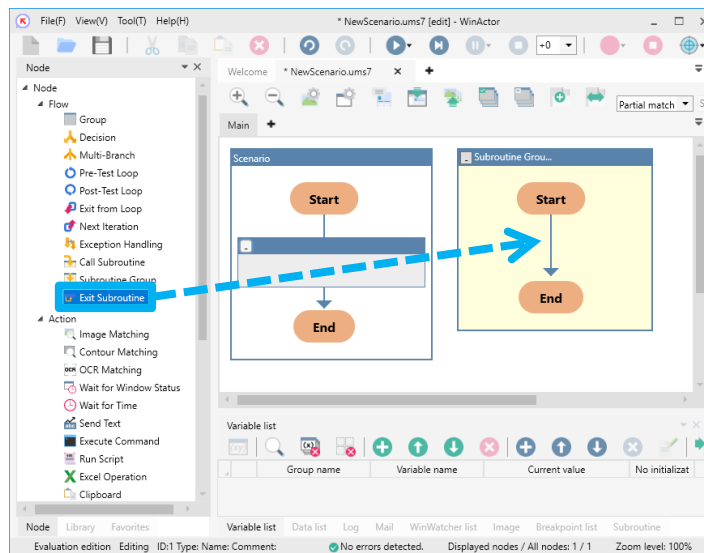 File(F) View(V) Tool(T) Help(H)
* NewScenario.ums7 [edit] - WinActor
+0
Node
Welcome
* NewScenario.ums7
Node
Flow
Group
Decision
Multi-Branch
Pre-Test Loop
Post-Test Loop
Exit from Loop
Next Iteration
Exception Handling
Call Subroutine
Subroutine Group
Exit Subroutine
Action
Image Matching
Contour Matching
OCR OCR Matching
Wait for Window Status
Wait for Time
Send Text
Execute Command
Run Script
Excel Operation
Clipboard
Node Library Favorites
Partial match
Main
Scenario
Start
End
Subroutine Grou...
Start
End
Variable list
Group name Variable name Current value No initializat
Variable list Data list Log Mail WinWatcher list Image Breakpoint list Subroutine
Evaluation edition Editing ID:1 Type: Name: Comment: No errors detected. Displayed nodes / All nodes: 1 / 1 Zoom level: 100%